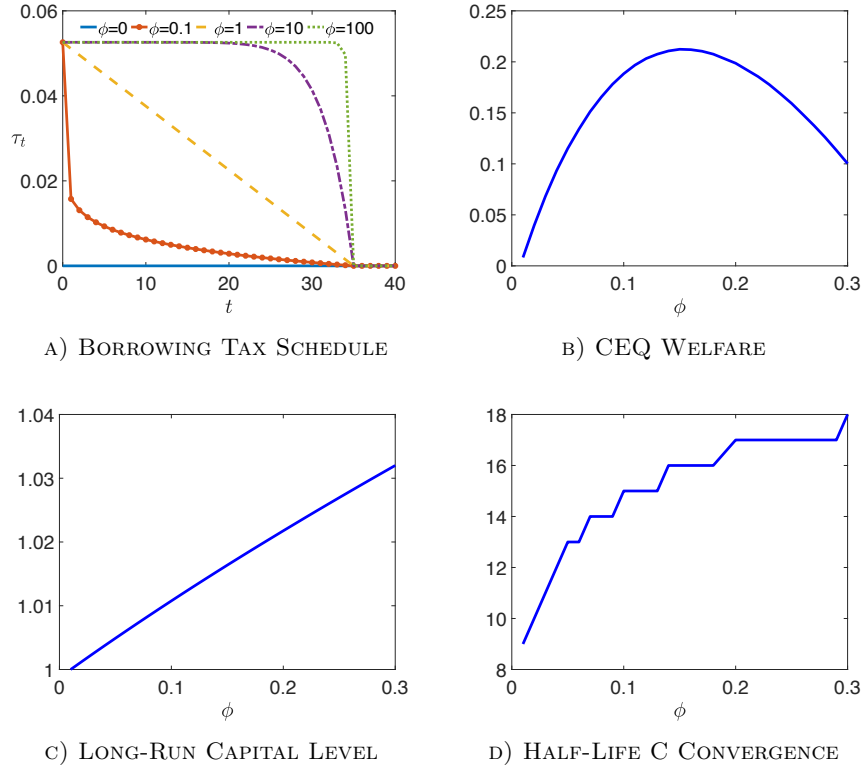 ϕ=0 ϕ=0.1 ϕ=1 ϕ=10 ϕ=100
0.06
0.04
τt
0.02
0
0 10 20 30 40
t
A) BORROWING TAX SCHEDULE
0.25
0.2
0.15
0.1
0.05
0
0 0.1 0.2 0.3
ϕ
B) CEQ WELFARE
1.04
1.03
1.02
1.01
1
0 0.1 0.2 0.3
ϕ
C) LONG-RUN CAPITAL LEVEL
18
16
14
12
10
8
0 0.1 0.2 0.3
ϕ
D) HALF-LIFE C CONVERGENCE